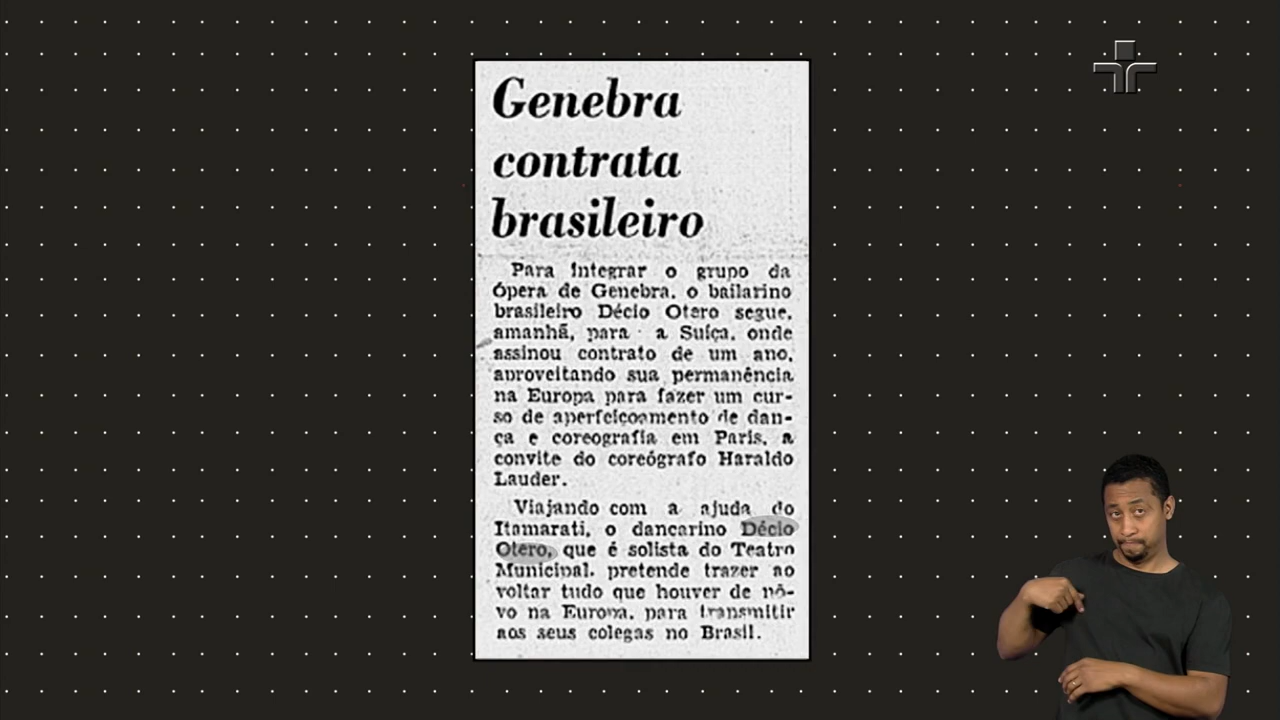 Genebra
contrata
brasileiro
Para integrar o grupo da
ópera de Genebra, o bailarino
brasileiro Décio Otero segue,
amanhã, para a Suíça, onde
assinou contrato de um ano,
aproveitando sua permanência
na Europa para fazer um cur-
so de aperfeiçoamento de dan-
ça e coreografia em Paris, a
convite do coreógrafo Haraldo
Lauder.
Viajando com a ajuda do
Itamarati, o dançarino Décio
Otero, que é solista do Teatro
Municipal, pretende trazer ao
voltar tudo que houver de nô-
vo na Europa, para transmitir
aos seus colegas no Brasil.